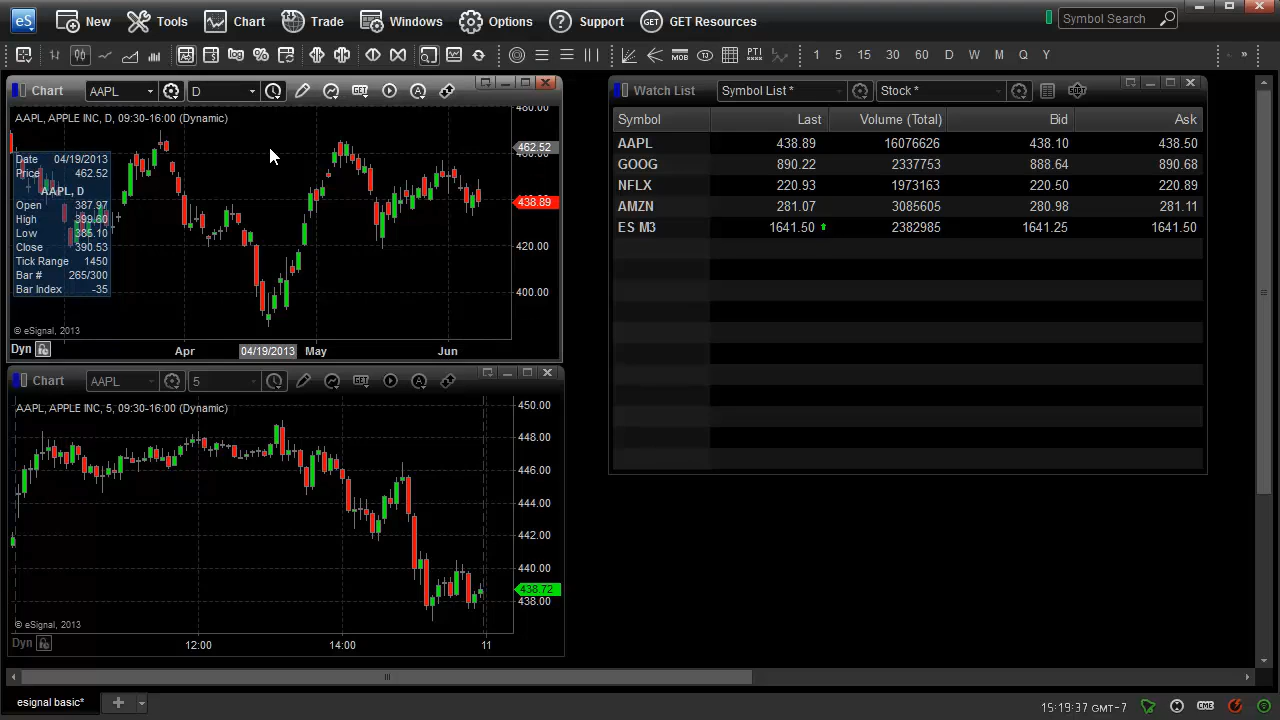 eS New Tools Chart Trade Windows Options Support GET GET Resources Symbol Search
1 5 15 30 60 D W M Q Y
Chart AAPL D GET
AAPL, APPLE INC, D, 09:30-16:00 (Dynamic)
480.00
462.52
460.00
438.89
420.00
400.00
Date 04/19/2013
Price 462.52
AAPL, D
Open 387.97
High 399.60
Low 385.10
Close 390.53
Tick Range 1450
Bar # 265/300
Bar Index -35
© eSignal, 2013
Dyn Apr 04/19/2013 May Jun
Chart AAPL 5 GET
AAPL, APPLE INC, 5, 09:30-16:00 (Dynamic)
450.00
448.00
446.00
444.00
442.00
440.00
438.72
438.00
© eSignal, 2013
Dyn 12:00 14:00 11
Watch List Symbol List * Stock * SORT
Symbol Last Volume (Total) Bid Ask
AAPL 438.89 16076626 438.10 438.50
GOOG 890.22 2337753 888.64 890.68
NFLX 220.93 1973163 220.50 220.89
AMZN 281.07 3085605 280.98 281.11
ES M3 1641.50 2382985 1641.25 1641.50
esignal basic* 15:19:37 GMT-7 CME